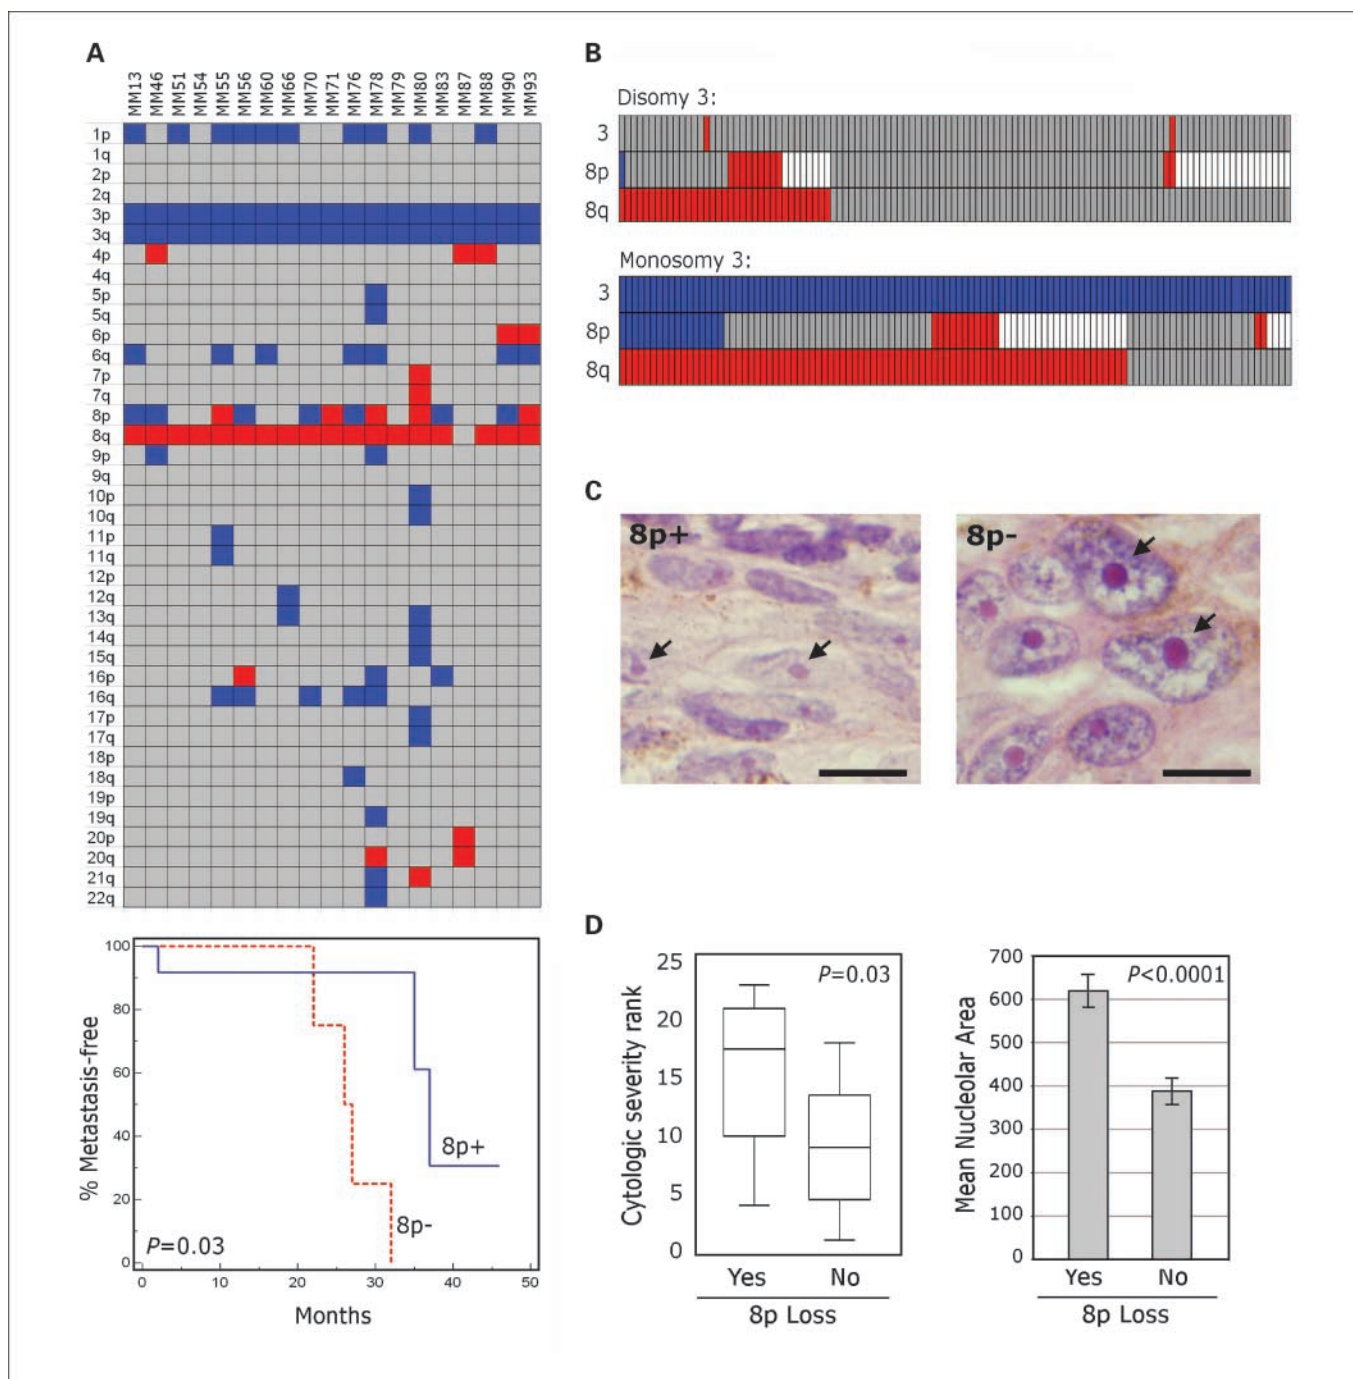 A
MM13 MM46 MM51 MM54 MM55 MM56 MM60 MM66 MM70 MM71 MM76 MM78 MM79 MM80 MM83 MM87 MM88 MM90 MM93
1p
1q
2p
2q
3p
3q
4p
4q
5p
5q
6p
6q
7p
7q
8p
8q
9p
9q
10p
10q
11p
11q
12p
12q
13q
14q
15q
16p
16q
17p
17q
18p
18q
19p
19q
20p
20q
21q
22q
% Metastasis-free
100
80
60
40
20
0
8p+
8p-
P=0.03
0 10 20 30 40 50
Months
B
Disomy 3:
3
8p
8q
Monosomy 3:
3
8p
8q
C
8p+
8p-
D
Cytologic severity rank
25
20
15
10
5
0
P=0.03
Yes No
8p Loss
Mean Nucleolar Area
700
600
500
400
300
200
100
0
P<0.0001
Yes No
8p Loss